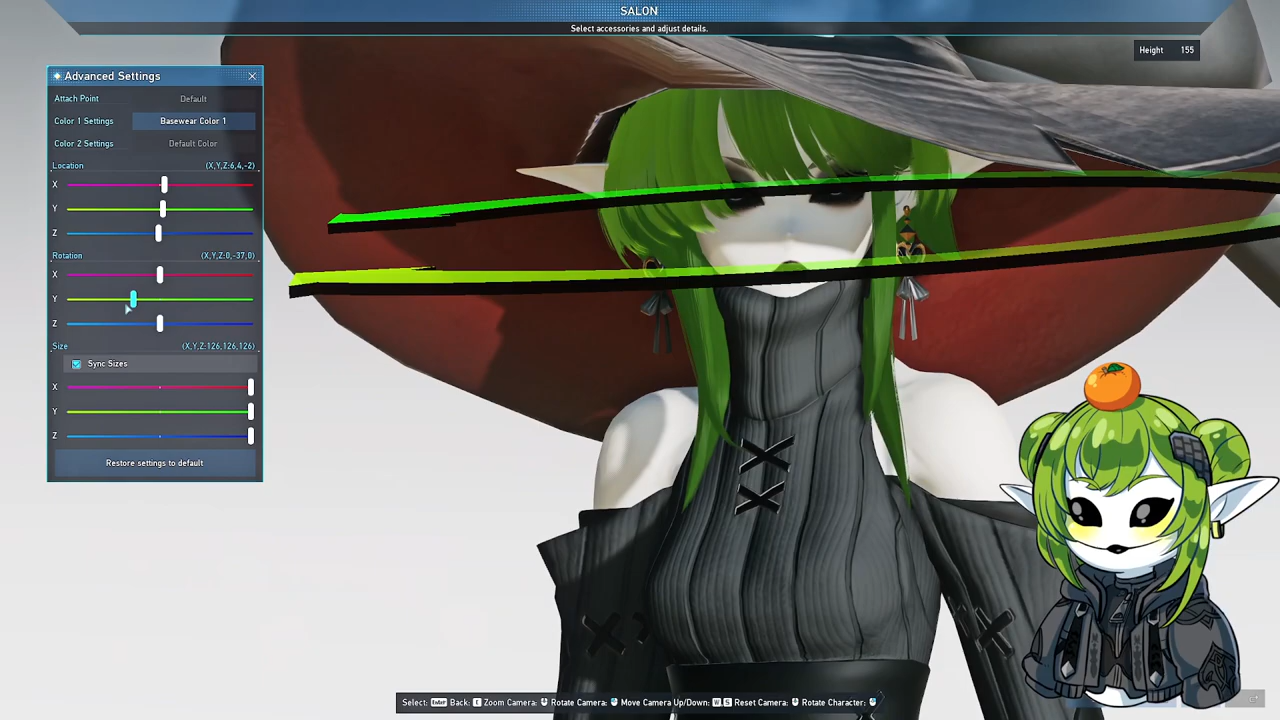 SALON
Select accessories and adjust details.
Height 155
Advanced Settings
Attach Point Default
Color 1 Settings Basewear Color 1
Color 2 Settings Default Color
Location (X,Y,Z:6,4,-2)
X
Y
Z
Rotation (X,Y,Z:0,-37,0)
X
Y
Z
Size (X,Y,Z:126,126,126)
Sync Sizes
X
Y
Z
Restore settings to default
Select: Enter Back: E Zoom Camera: Rotate Camera: Move Camera Up/Down: W,S Reset Camera: Rotate Character: